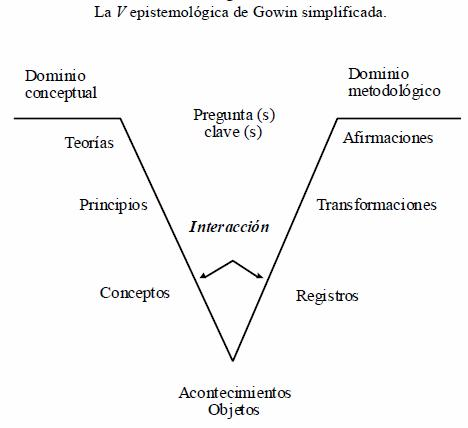 La V epistemológica de Gowin simplificada.
Dominio
conceptual
Pregunta (s)
clave (s)
Dominio
metodológico
Teorías
Afirmaciones
Principios
Transformaciones
Interacción
Conceptos
Registros
Acontecimientos
Objetos